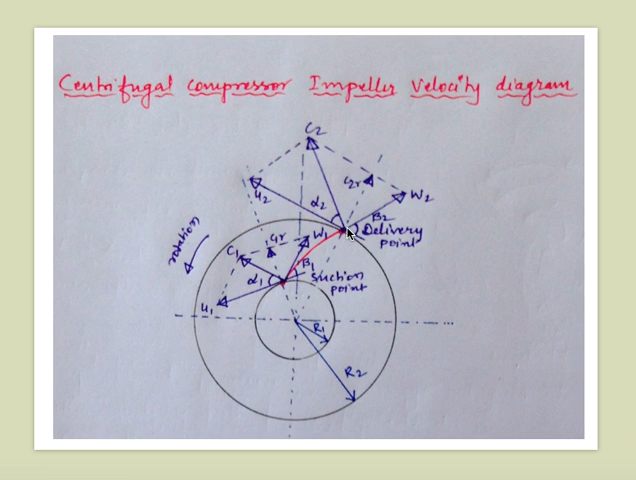 Centrifugal compressor Impeller Velocity diagram
C2
U2
C2r
W2
α2
β2
Delivery point
rotation
C1
C1r
W1
α1
β1
Suction point
U1
R1
R2